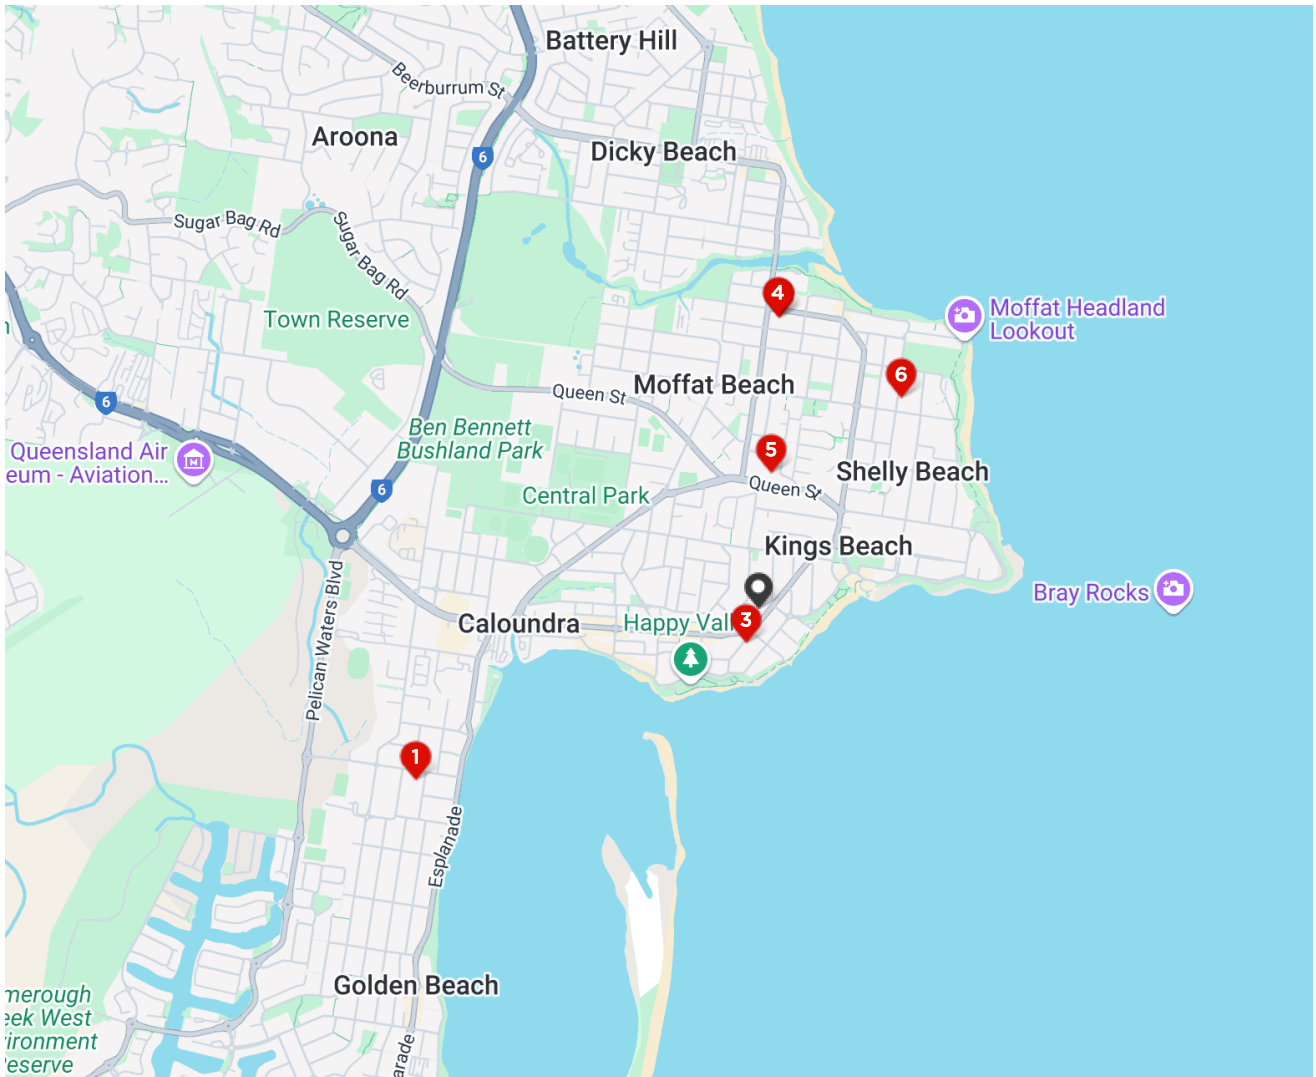 Battery Hill
Beerburrum St
Aroona
6
Dicky Beach
Sugar Bag Rd
Sugar Bag Rd
4
Moffat Headland
Lookout
Town Reserve
n
6
Queen St
Moffat Beach
6
Ben Bennett
Bushland Park
Queensland Air
eum - Aviation...
M
5
Shelly Beach
6
Central Park
Queen St
Kings Beach
Pelican Waters Blvd
Bray Rocks
Caloundra
Happy Vall
3
1
Esplanade
Golden Beach
merough
eek West
ironment
eserve
arade